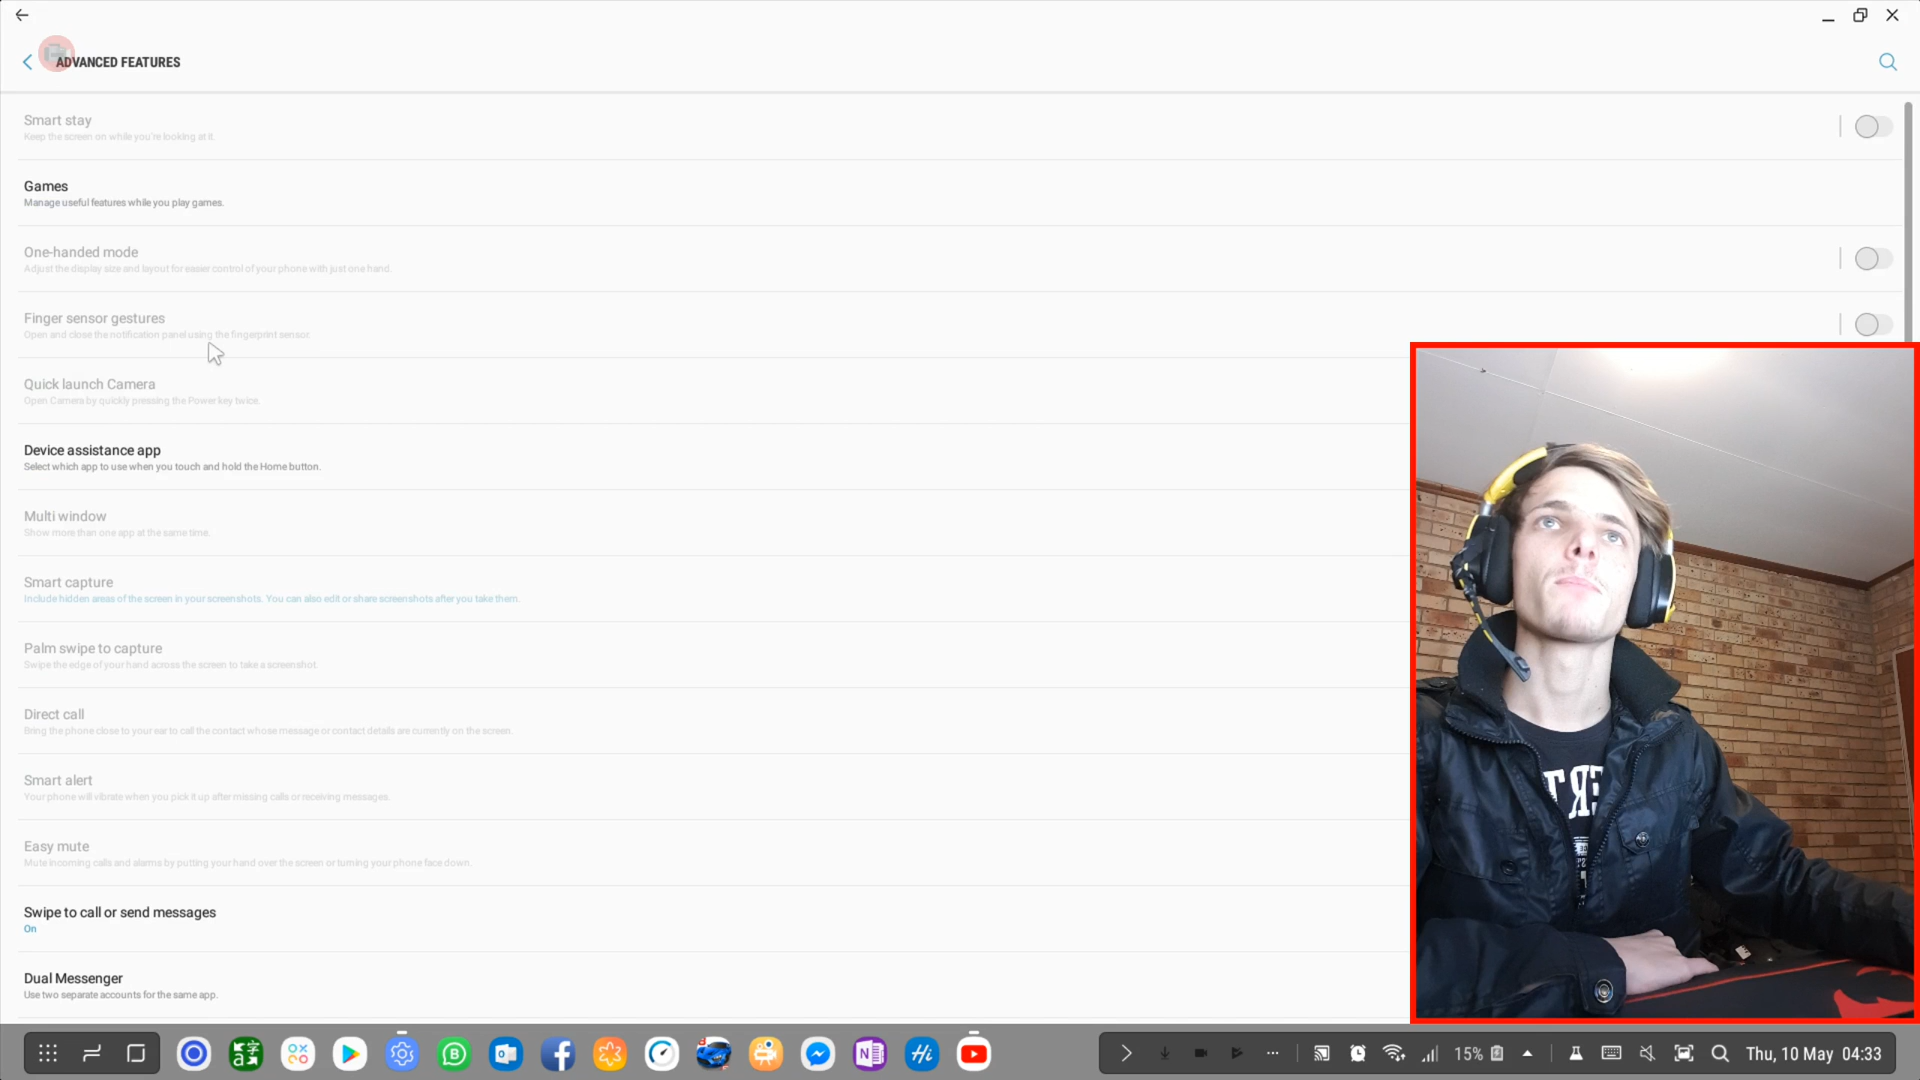 ADVANCED FEATURES
Smart stay
Keep the screen on while you're looking at it.
Games
Manage useful features while you play games.
One-handed mode
Adjust the display size and layout for easier control of your phone with just one hand.
Finger sensor gestures
Open and close the notification panel using the fingerprint sensor.
Quick launch Camera
Open Camera by quickly pressing the Power key twice.
Device assistance app
Select which app to use when you touch and hold the Home button.
Multi window
Show more than one app at the same time.
Smart capture
Include hidden areas of the screen in your screenshots. You can also edit or share screenshots after you take them.
Palm swipe to capture
Swipe the edge of your hand across the screen to take a screenshot.
Direct call
Bring the phone close to your ear to call the contact whose message or contact details are currently on the screen.
Smart alert
Your phone will vibrate when you pick it up after missing calls or receiving messages.
Easy mute
Mute incoming calls and alarms by putting your hand over the screen or turning your phone face down.
Swipe to call or send messages
On
Dual Messenger
Use two separate accounts for the same app.
Hi
15%
Thu, 10 May 04:33